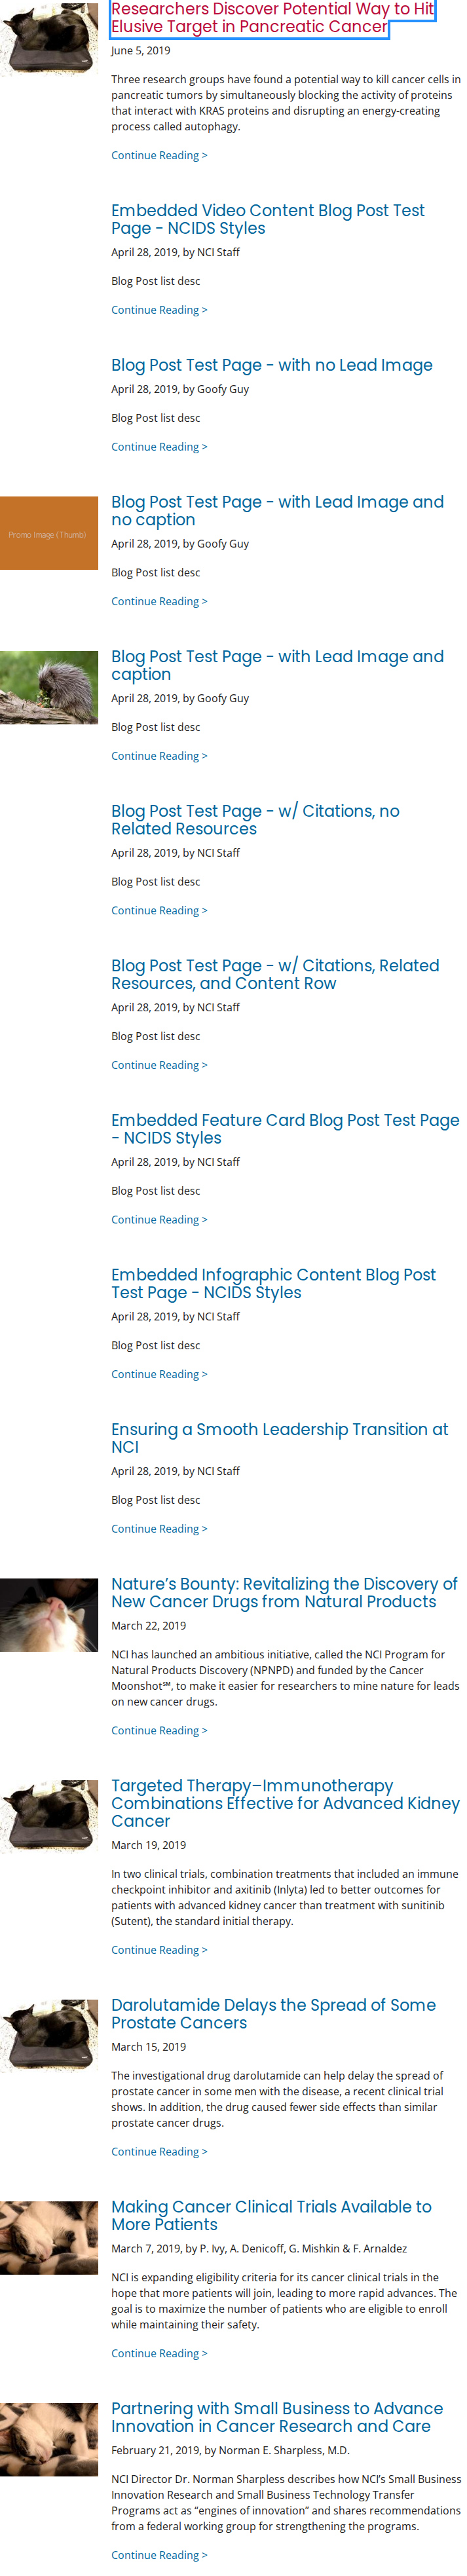 Researchers Discover Potential Way to Hit
Elusive Target in Pancreatic Cancer
June 5, 2019
Three research groups have found a potential way to kill cancer cells in
pancreatic tumors by simultaneously blocking the activity of proteins
that interact with KRAS proteins and disrupting an energy-creating
process called autophagy.
Continue Reading >
Embedded Video Content Blog Post Test
Page - NCIDS Styles
April 28, 2019, by NCI Staff
Blog Post list desc
Continue Reading >
Blog Post Test Page - with no Lead Image
April 28, 2019, by Goofy Guy
Blog Post list desc
Continue Reading >
Promo Image (Thumb)
Blog Post Test Page - with Lead Image and
no caption
April 28, 2019, by Goofy Guy
Blog Post list desc
Continue Reading >
Blog Post Test Page - with Lead Image and
caption
April 28, 2019, by Goofy Guy
Blog Post list desc
Continue Reading >
Blog Post Test Page - w/ Citations, no
Related Resources
April 28, 2019, by NCI Staff
Blog Post list desc
Continue Reading >
Blog Post Test Page - w/ Citations, Related
Resources, and Content Row
April 28, 2019, by NCI Staff
Blog Post list desc
Continue Reading >
Embedded Feature Card Blog Post Test Page
- NCIDS Styles
April 28, 2019, by NCI Staff
Blog Post list desc
Continue Reading >
Embedded Infographic Content Blog Post
Test Page - NCIDS Styles
April 28, 2019, by NCI Staff
Blog Post list desc
Continue Reading >
Ensuring a Smooth Leadership Transition at
NCI
April 28, 2019, by NCI Staff
Blog Post list desc
Continue Reading >
Nature’s Bounty: Revitalizing the Discovery of
New Cancer Drugs from Natural Products
March 22, 2019
NCI has launched an ambitious initiative, called the NCI Program for
Natural Products Discovery (NPNPD) and funded by the Cancer
Moonshot℠, to make it easier for researchers to mine nature for leads
on new cancer drugs.
Continue Reading >
Targeted Therapy–Immunotherapy
Combinations Effective for Advanced Kidney
Cancer
March 19, 2019
In two clinical trials, combination treatments that included an immune
checkpoint inhibitor and axitinib (Inlyta) led to better outcomes for
patients with advanced kidney cancer than treatment with sunitinib
(Sutent), the standard initial therapy.
Continue Reading >
Darolutamide Delays the Spread of Some
Prostate Cancers
March 15, 2019
The investigational drug darolutamide can help delay the spread of
prostate cancer in some men with the disease, a recent clinical trial
shows. In addition, the drug caused fewer side effects than similar
prostate cancer drugs.
Continue Reading >
Making Cancer Clinical Trials Available to
More Patients
March 7, 2019, by P. Ivy, A. Denicoff, G. Mishkin & F. Arnaldez
NCI is expanding eligibility criteria for its cancer clinical trials in the
hope that more patients will join, leading to more rapid advances. The
goal is to maximize the number of patients who are eligible to enroll
while maintaining their safety.
Continue Reading >
Partnering with Small Business to Advance
Innovation in Cancer Research and Care
February 21, 2019, by Norman E. Sharpless, M.D.
NCI Director Dr. Norman Sharpless describes how NCI’s Small Business
Innovation Research and Small Business Technology Transfer
Programs act as “engines of innovation” and shares recommendations
from a federal working group for strengthening the programs.
Continue Reading >